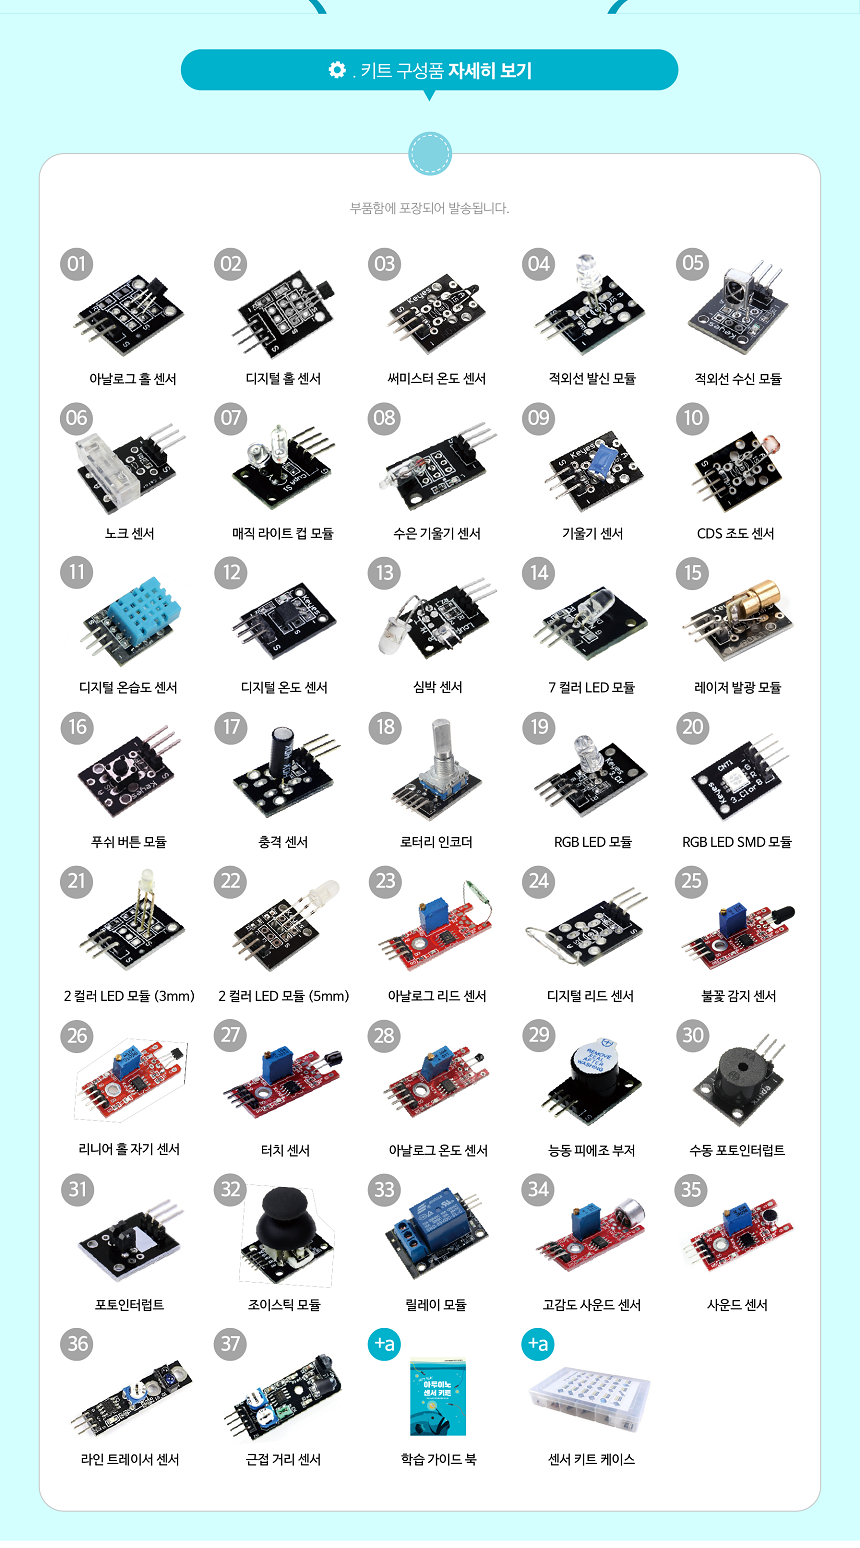 . 키트 구성품 자세히 보기
부품함에 포장되어 발송됩니다.
01 02 03 04 05
아날로그 홀 센서 디지털 홀 센서 써미스터 온도 센서 적외선 발신 모듈 적외선 수신 모듈
06 07 08 09 10
노크 센서 매직 라이트 컵 모듈 수은 기울기 센서 기울기 센서 CDS 조도 센서
11 12 13 14 15
디지털 온습도 센서 디지털 온도 센서 심박 센서 7 컬러 LED 모듈 레이저 발광 모듈
16 17 18 19 20
푸쉬 버튼 모듈 충격 센서 로터리 인코더 RGB LED 모듈 RGB LED SMD 모듈
21 22 23 24 25
2 컬러 LED 모듈 (3mm) 2 컬러 LED 모듈 (5mm) 아날로그 리드 센서 디지털 리드 센서 불꽃 감지 센서
26 27 28 29 30
REMOVE
SEAL
AFTER
WASHING
리니어 홀 자기 센서 터치 센서 아날로그 온도 센서 능동 피에조 부저 수동 포토인터럽트
31 32 33 34 35
포토인터럽트 조이스틱 모듈 릴레이 모듈 고감도 사운드 센서 사운드 센서
36 37 +a +a
아두이노
센서 키트
라인 트레이서 센서 근접 거리 센서 학습 가이드 북 센서 키트 케이스